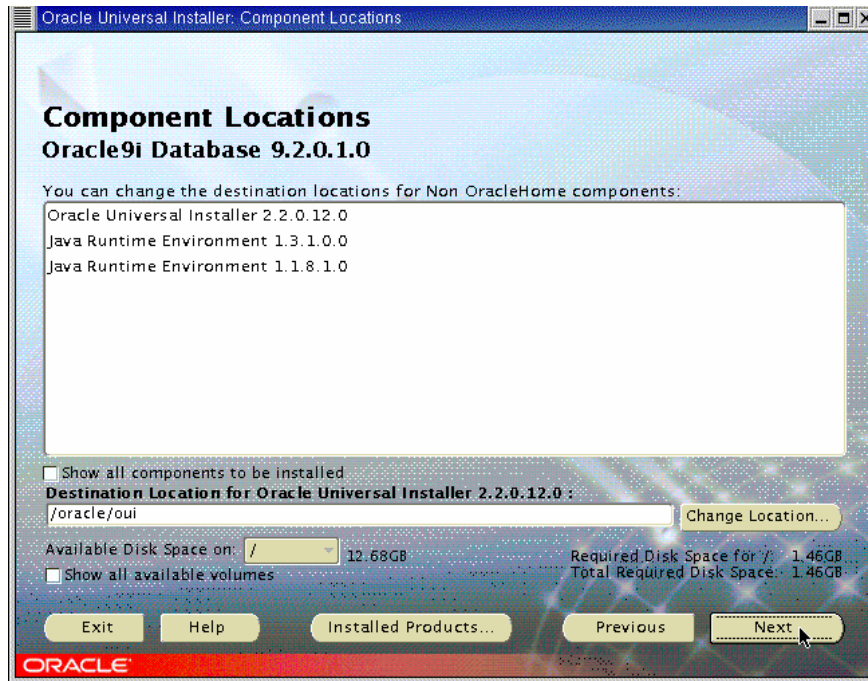 Oracle Universal Installer: Component Locations
Component Locations
Oracle9i Database 9.2.0.1.0
You can change the destination locations for Non OracleHome components:
Oracle Universal Installer 2.2.0.12.0
Java Runtime Environment 1.3.1.0.0
Java Runtime Environment 1.1.8.1.0
Show all components to be installed
Destination Location for Oracle Universal Installer 2.2.0.12.0 :
/oracle/oui Change Location...
Available Disk Space on: / 12.68GB Required Disk Space for /: 1.46GB
Show all available volumes Total Required Disk Space: 1.46GB
Exit Help Installed Products... Previous Next
ORACLE